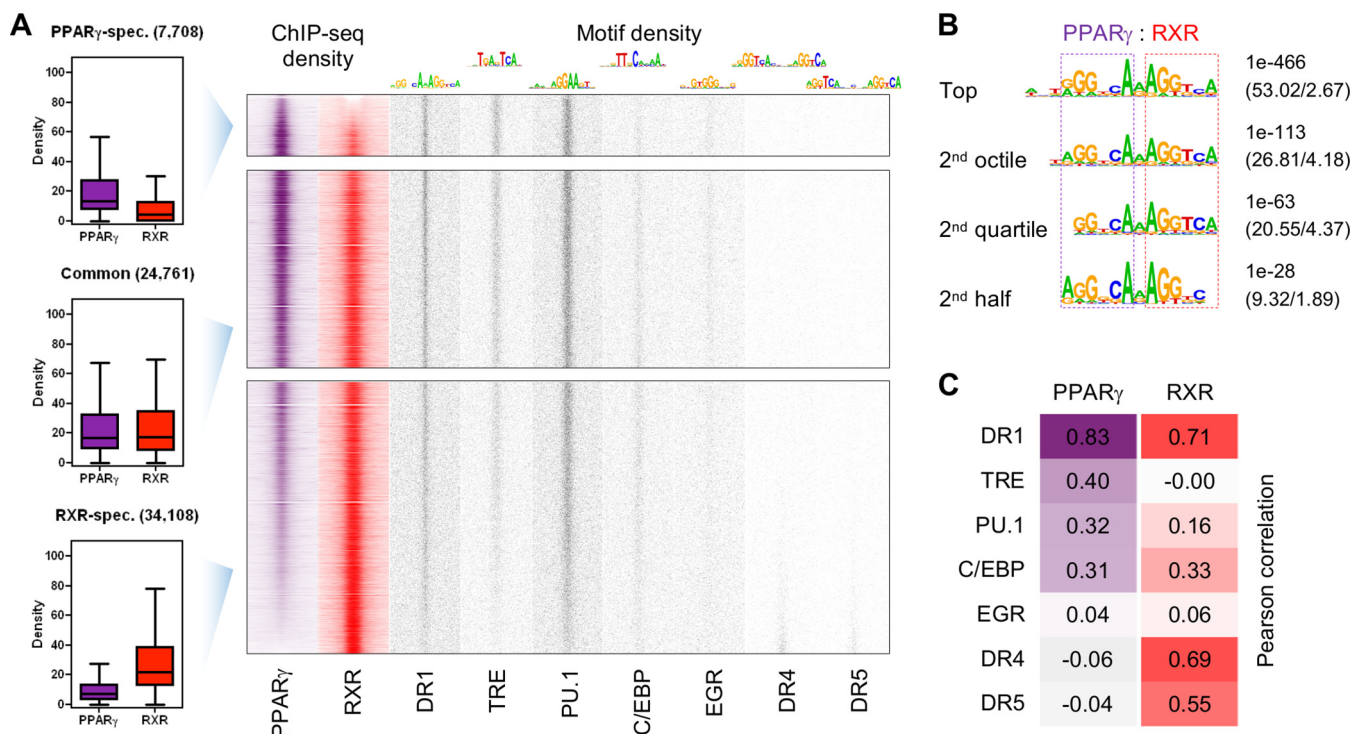 A
PPARγ-spec. (7,708)
100
80
60
40
20
0
Density
PPARγ
RXR
Common (24,761)
100
80
60
40
20
0
Density
PPARγ
RXR
RXR-spec. (34,108)
100
80
60
40
20
0
Density
PPARγ
RXR
ChIP-seq
density
Motif density
PPARγ
RXR
DR1
TRE
PU.1
C/EBP
EGR
DR4
DR5
B
PPARγ : RXR
Top
1e-466
(53.02/2.67)
2nd octile
1e-113
(26.81/4.18)
2nd quartile
1e-63
(20.55/4.37)
2nd half
1e-28
(9.32/1.89)
C
PPARγ RXR
DR1 0.83 0.71
TRE 0.40 -0.00
PU.1 0.32 0.16
C/EBP 0.31 0.33
EGR 0.04 0.06
DR4 -0.06 0.69
DR5 -0.04 0.55
Pearson correlation